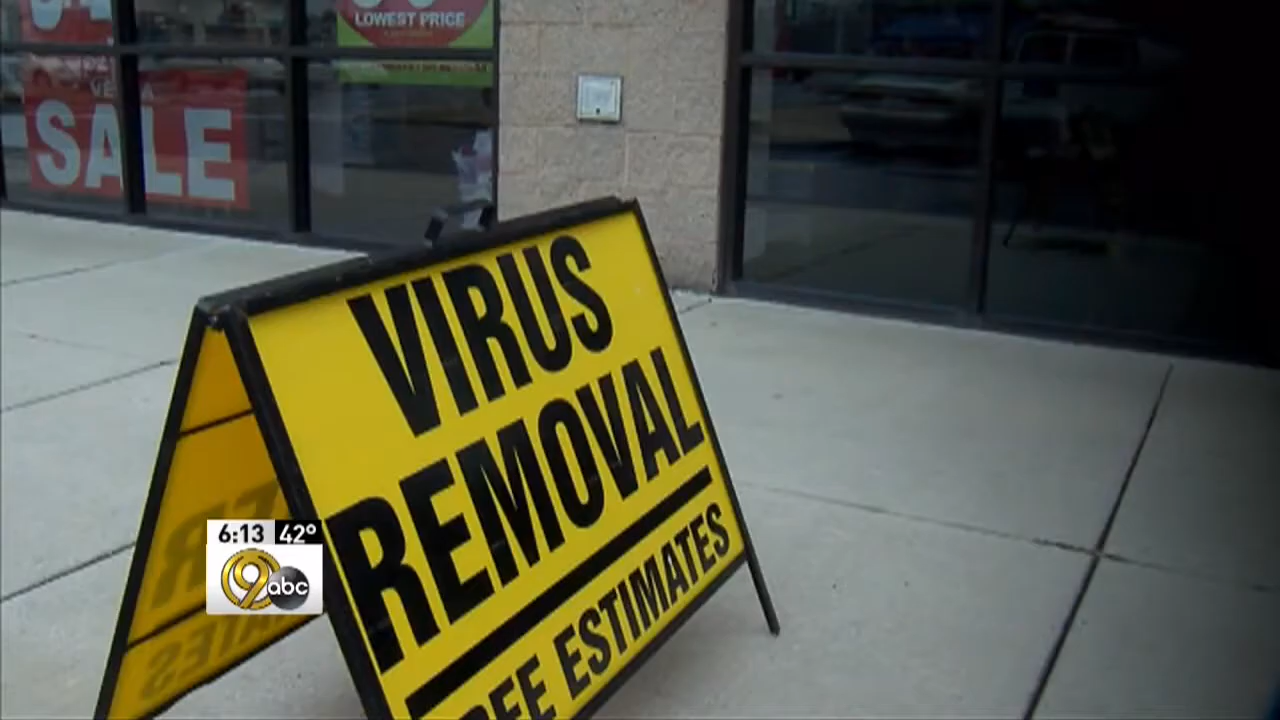 LOWEST PRICE
SALE
VIRUS
REMOVAL
FREE ESTIMATES
6:13 42°
9 abc